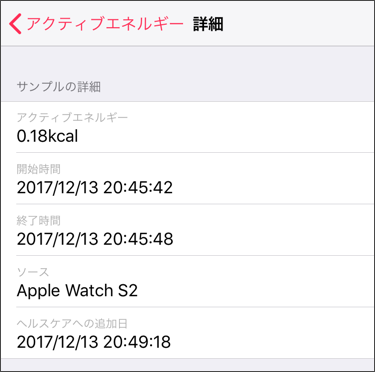 アクティブエネルギー 詳細
サンプルの詳細
アクティブエネルギー
0.18kcal
開始時間
2017/12/13 20:45:42
終了時間
2017/12/13 20:45:48
ソース
Apple Watch S2
ヘルスケアへの追加日
2017/12/13 20:49:18